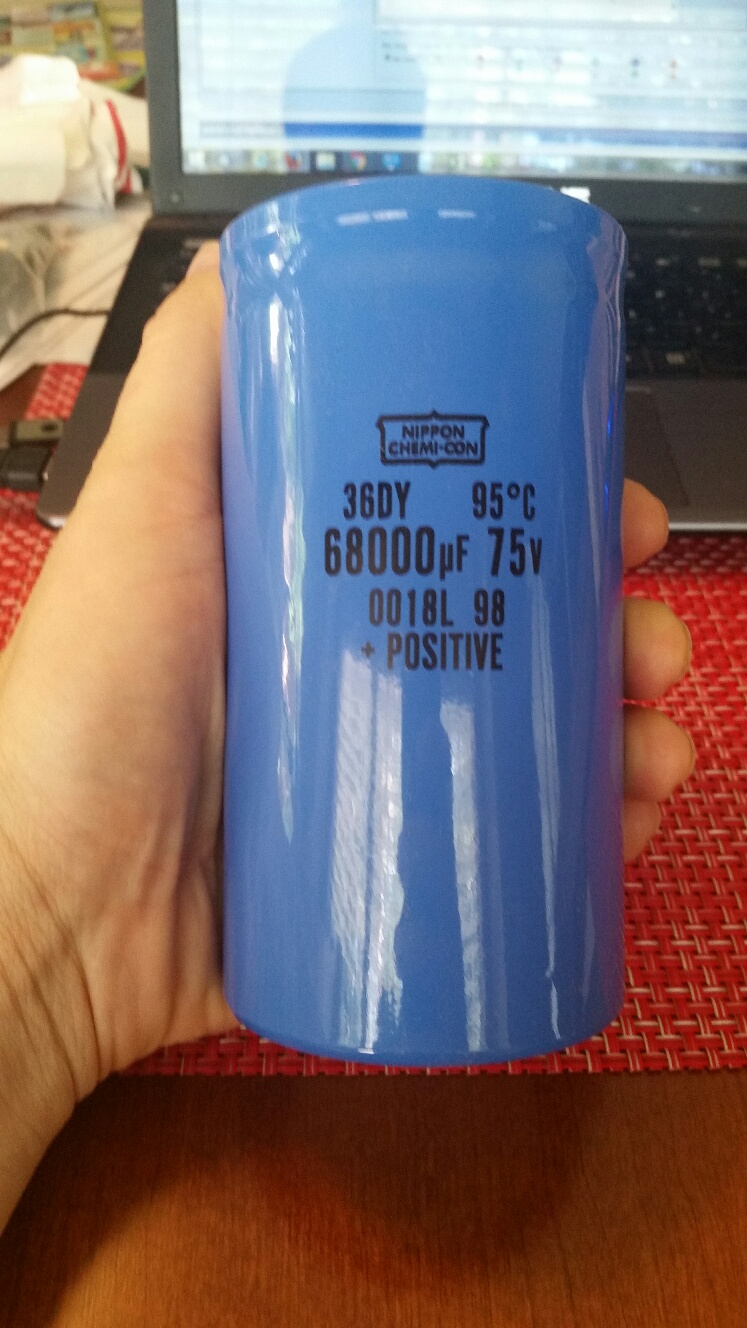 NIPPON
CHEMI-CON
36DY 95°C
68000µF 75V
0018L 98
+ POSITIVE